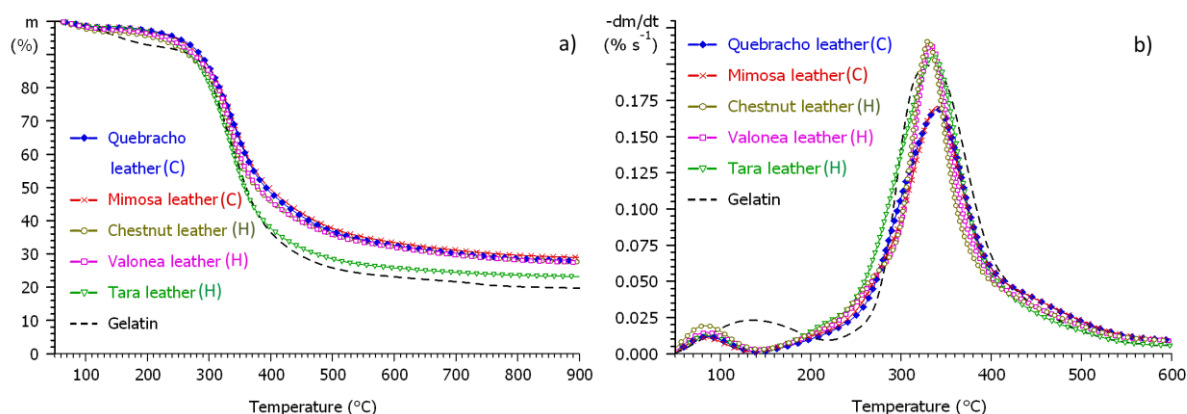 m
(%)
a)
90
80
70
60
50
40
30
20
10
0
Quebracho
leather(C)
Mimosa leather(C)
Chestnut leather (H)
Valonea leather (H)
Tara leather(H)
Gelatin
100 200 300 400 500 600 700 800 900
Temperature (°C)
-dm/dt
(% s⁻¹)
b)
Quebracho leather(C)
Mimosa leather(C)
Chestnut leather (H)
Valonea leather (H)
Tara leather(H)
Gelatin
0.175
0.150
0.125
0.100
0.075
0.050
0.025
0.000
100 200 300 400 500 600
Temperature (°C)